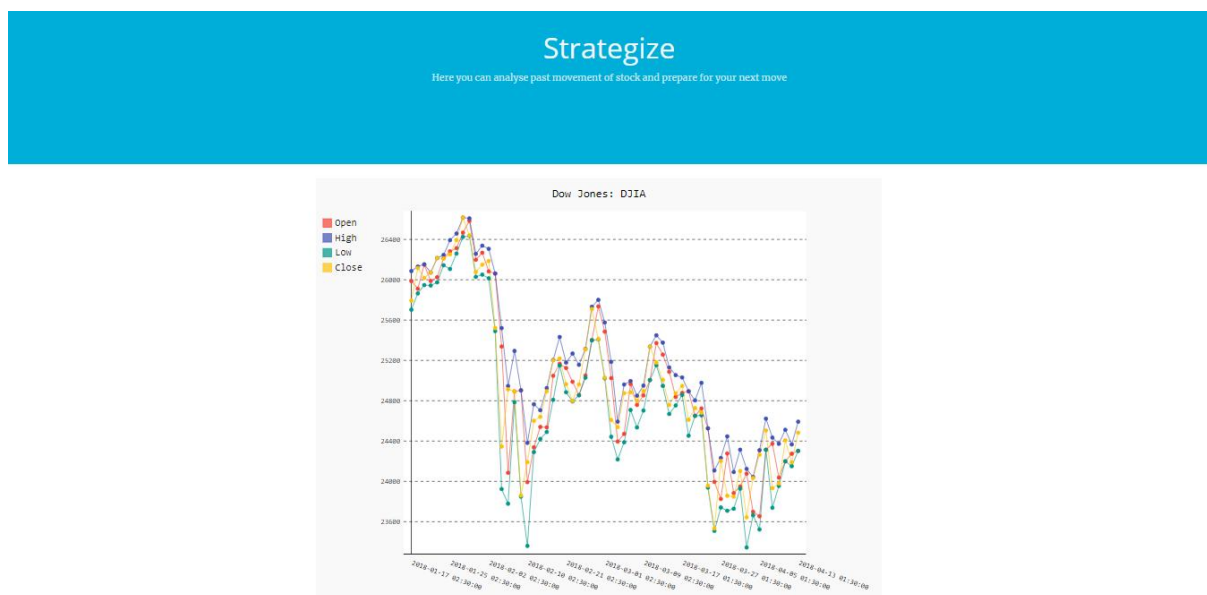 Strategize
Here you can analyse past movement of stock and prepare for your next move
Dow Jones: DJIA
Open
High
Low
Close
26400
26000
25600
25200
24800
24400
24000
23600
2018-01-17 02:30:00
2018-01-25 02:30:00
2018-02-02 02:30:00
2018-02-10 02:30:00
2018-02-21 02:30:00
2018-03-01 02:30:00
2018-03-09 02:30:00
2018-03-17 01:30:00
2018-03-27 01:30:00
2018-04-05 01:30:00
2018-04-13 01:30:00